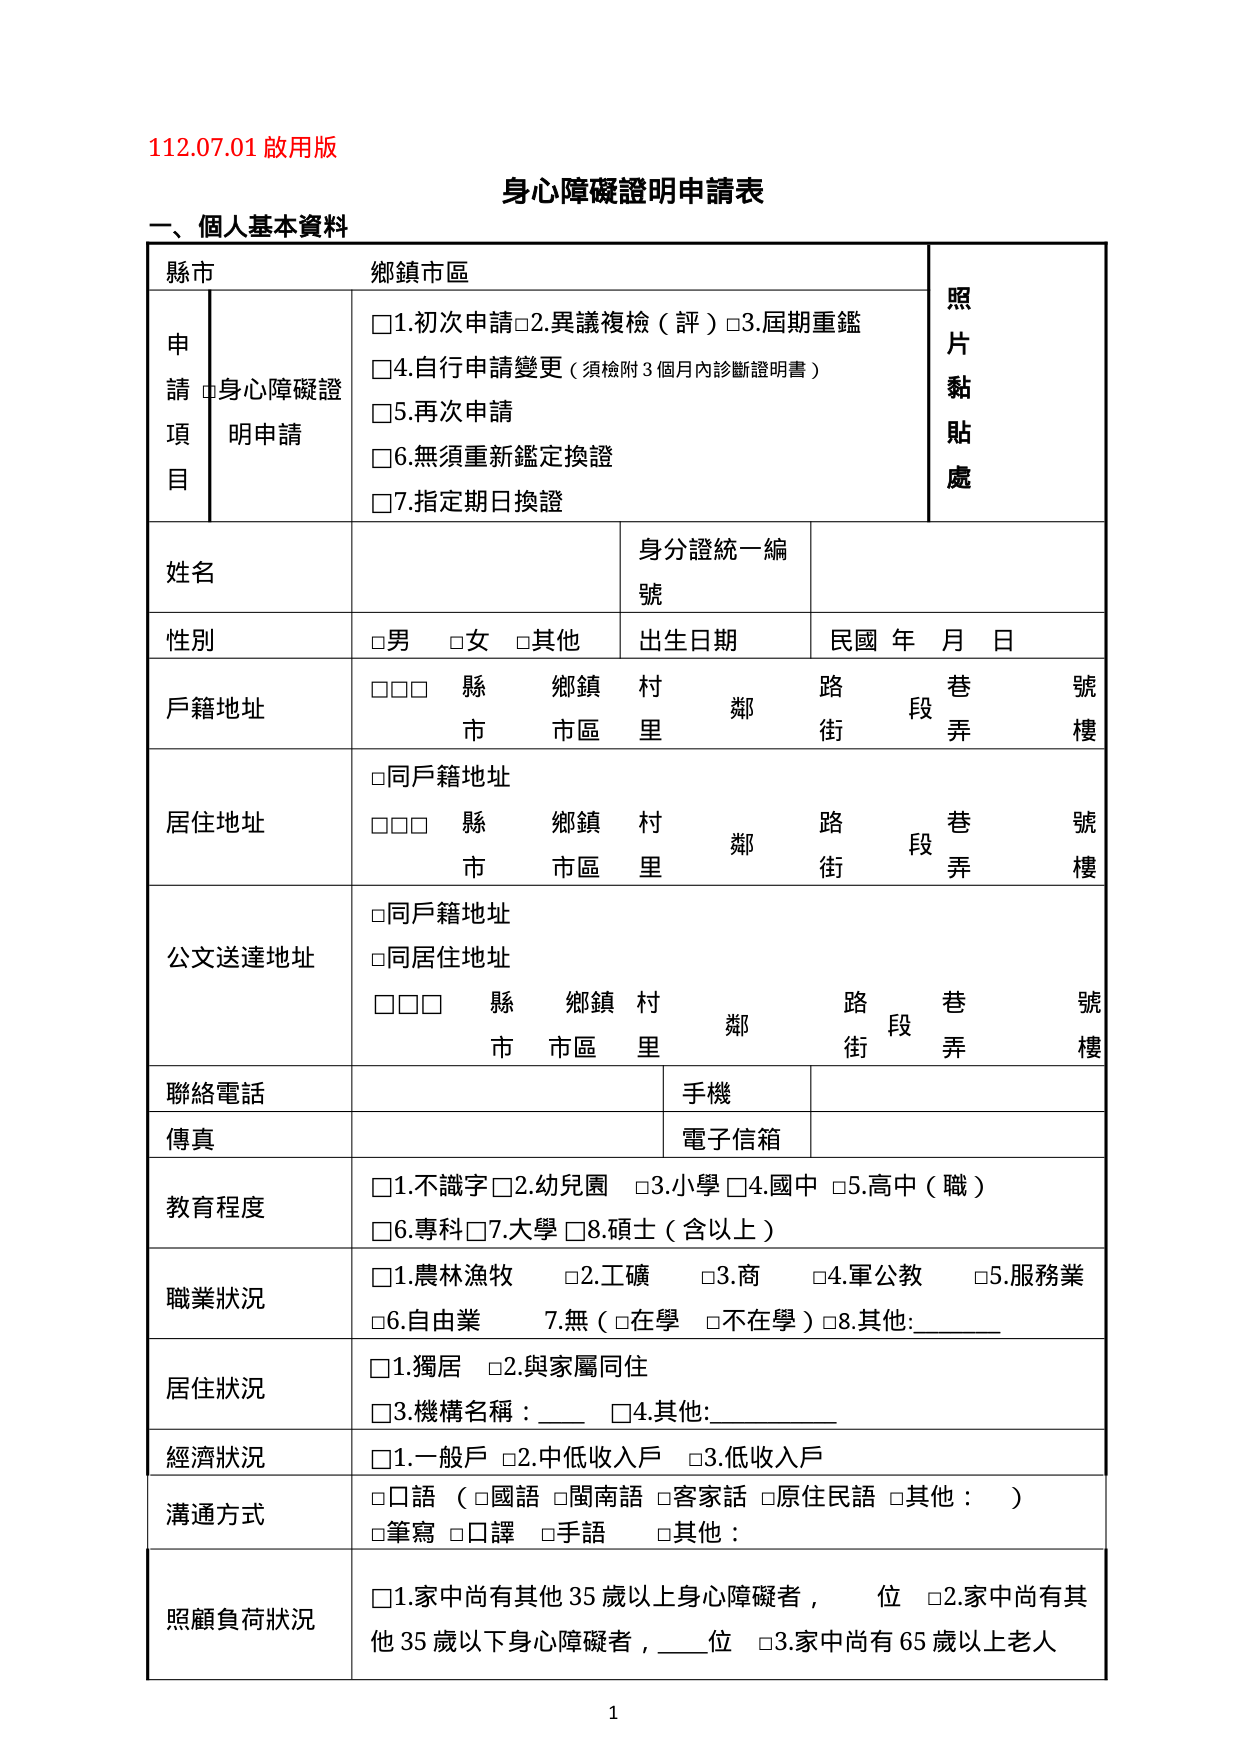 112.07.01 啟用版
身心障礙證明申請表
一、個人基本資料
縣市 鄉鎮市區
照片黏貼處
申請項目
□身心障礙證
明申請
□1.初次申請□2.異議複檢（評）□3.屆期重鑑
□4.自行申請變更（須檢附 3 個月內診斷證明書）
□5.再次申請
□6.無須重新鑑定換證
□7.指定期日換證
姓名
身分證統一編
號
性別 □男 □女 □其他 出生日期 民國 年 月 日
戶籍地址
□□□ 縣 鄉鎮 村 鄰 路 段 巷 號
市 市區 里 街 弄 樓
居住地址
□同戶籍地址
□□□ 縣 鄉鎮 村 鄰 路 段 巷 號
市 市區 里 街 弄 樓
公文送達地址
□同戶籍地址
□同居住地址
□□□ 縣 鄉鎮 村 鄰 路 段 巷 號
市 市區 里 街 弄 樓
聯絡電話 手機
傳真 電子信箱
教育程度
□1.不識字□2.幼兒園 □3.小學 □4.國中 □5.高中（職）
□6.專科□7.大學 □8.碩士（含以上）
職業狀況
□1.農林漁牧 □2.工礦 □3.商 □4.軍公教 □5.服務業
□6.自由業 7.無（□在學 □不在學）□8.其他:_______
居住狀況
□1.獨居 □2.與家屬同住
□3.機構名稱：____ □4.其他:__________
經濟狀況 □1.一般戶 □2.中低收入戶 □3.低收入戶
溝通方式
□口語 （□國語 □閩南語 □客家話 □原住民語 □其他： ）
□筆寫 □口譯 □手語 □其他：
照顧負荷狀況
□1.家中尚有其他 35 歲以上身心障礙者， 位 □2.家中尚有其
他 35 歲以下身心障礙者，____位 □3.家中尚有 65 歲以上老人
1